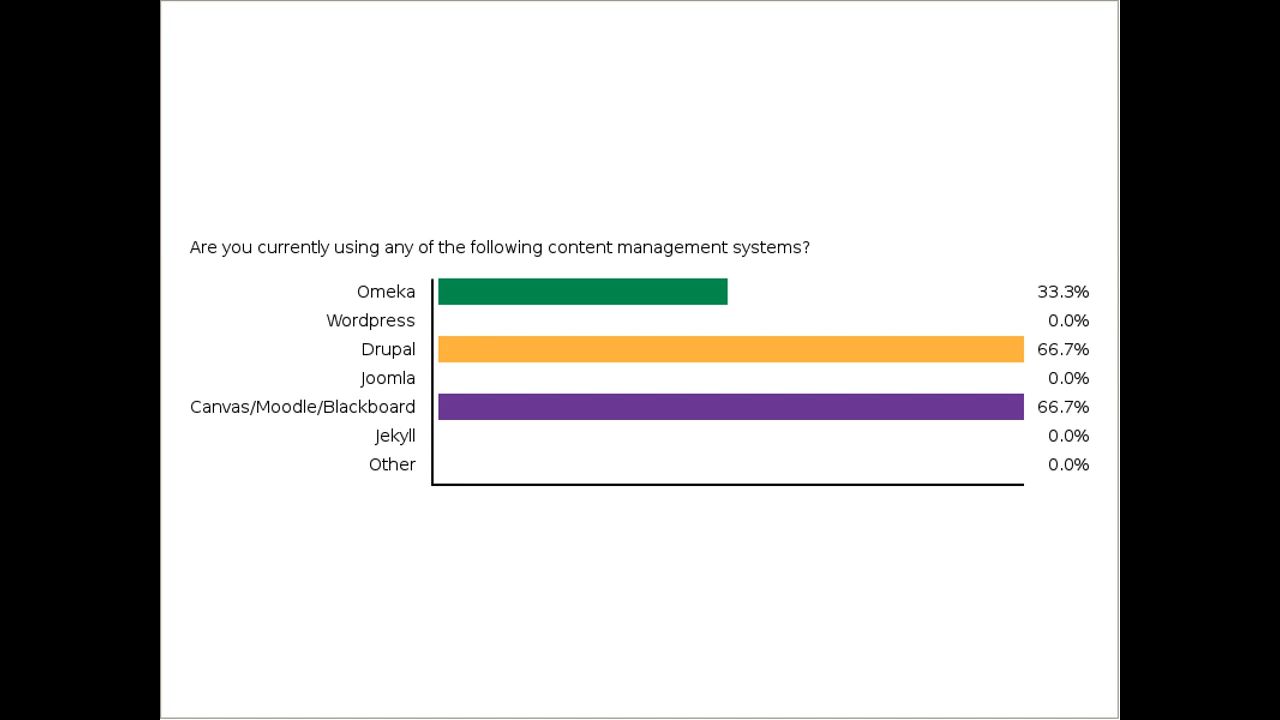 Are you currently using any of the following content management systems?
Omeka 33.3%
Wordpress 0.0%
Drupal 66.7%
Joomla 0.0%
Canvas/Moodle/Blackboard 66.7%
Jekyll 0.0%
Other 0.0%